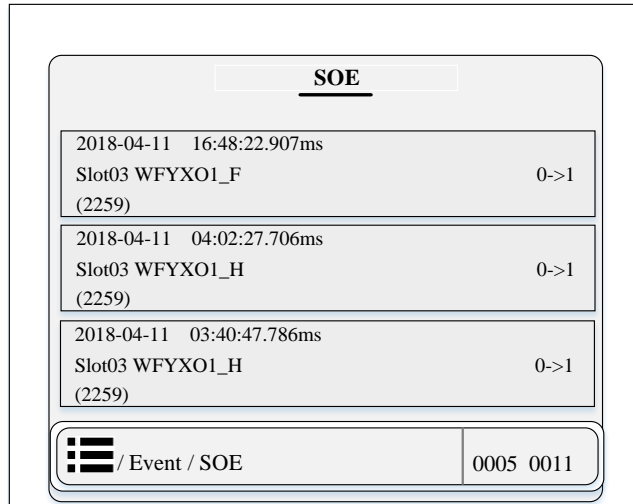 SOE
2018-04-11 16:48:22.907ms
Slot03 WFYXO1_F 0->1
(2259)
2018-04-11 04:02:27.706ms
Slot03 WFYXO1_H 0->1
(2259)
2018-04-11 03:40:47.786ms
Slot03 WFYXO1_H 0->1
(2259)
/ Event / SOE 0005 0011